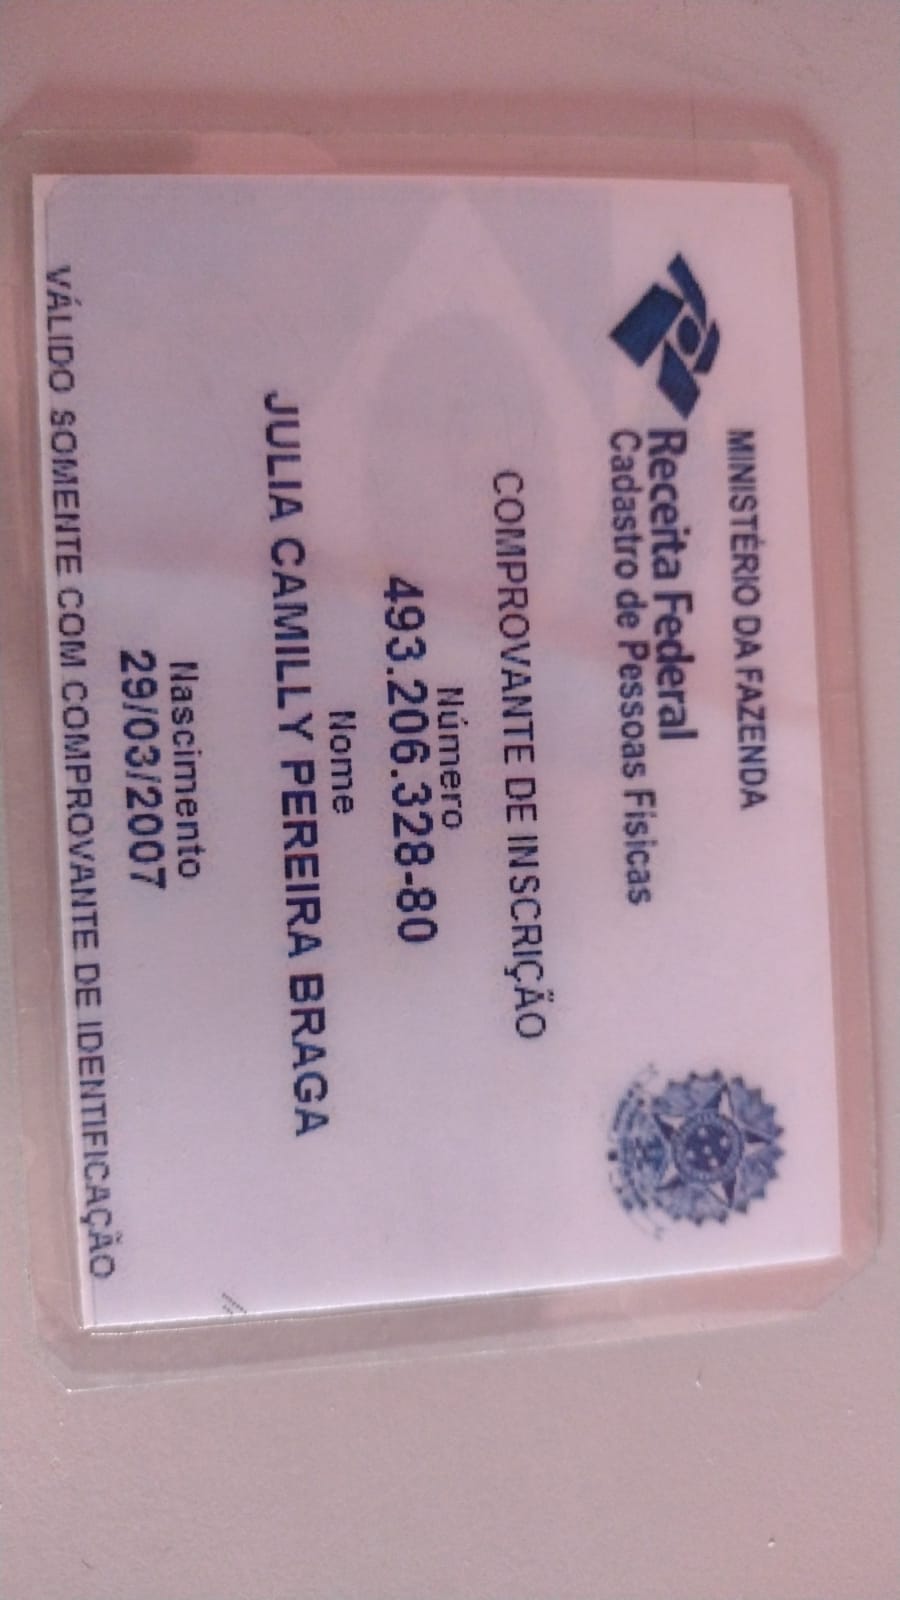 MINISTÉRIO DA FAZENDA
Receita Federal
Cadastro de Pessoas Físicas
COMPROVANTE DE INSCRIÇÃO
Número
493.206.328-80
Nome
JULIA CAMILLY PEREIRA BRAGA
Nascimento
29/03/2007
VÁLIDO SOMENTE COM COMPROVANTE DE IDENTIFICAÇÃO